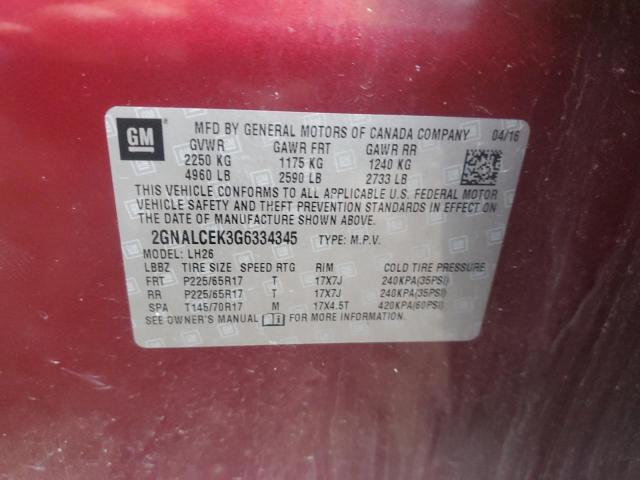 GM MFD BY GENERAL MOTORS OF CANADA COMPANY 04/16
GVWR GAWR FRT GAWR RR
2250 KG 1175 KG 1240 KG
4960 LB 2590 LB 2733 LB
THIS VEHICLE CONFORMS TO ALL APPLICABLE U.S. FEDERAL MOTOR
VEHICLE SAFETY AND THEFT PREVENTION STANDARDS IN EFFECT ON
THE DATE OF MANUFACTURE SHOWN ABOVE.
2GNALCEK3G6334345 TYPE: M.P.V.
MODEL: LH26
LBBZ TIRE SIZE SPEED RTG RIM COLD TIRE PRESSURE
FRT P225/65R17 T 17X7J 240KPA(35PSI)
RR P225/65R17 T 17X7J 240KPA(35PSI)
SPA T145/70R17 M 17X4.5T 420KPA(60PSI)
SEE OWNER'S MANUAL FOR MORE INFORMATION